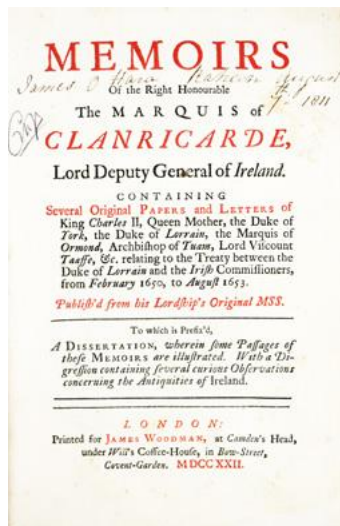 MEMOIRS
Of the Right Honourable
James O Hara August
The MARQUIS of
1811
CLANRICARDE,
Lord Deputy General of Ireland.
CONTAINING
Several Original PAPERS and LETTERS of
King Charles II, Queen Mother, the Duke of
York, the Duke of Lorrain, the Marquis of
Ormond, Archbiſhop of Tuam, Lord Viſcount
Taaffe, &c. relating to the Treaty between the
Duke of Lorrain and the Iriſh Commiſſioners,
from February 1650, to Auguſt 1653.
Publiſh'd from his Lordſhip's Original MSS.
To which is Prefix'd,
A DISSERTATION, wherein ſome Paſſages of
theſe MEMOIRS are illuſtrated. With a Di-
greſſion containing ſeveral curious Obſervations
concerning the Antiquities of Ireland.
LONDON:
Printed for JAMES WOODMAN, at Camden's Head,
under Will's Coffee-Houſe, in Bow-Street,
Covent-Garden. MDCCXXII.